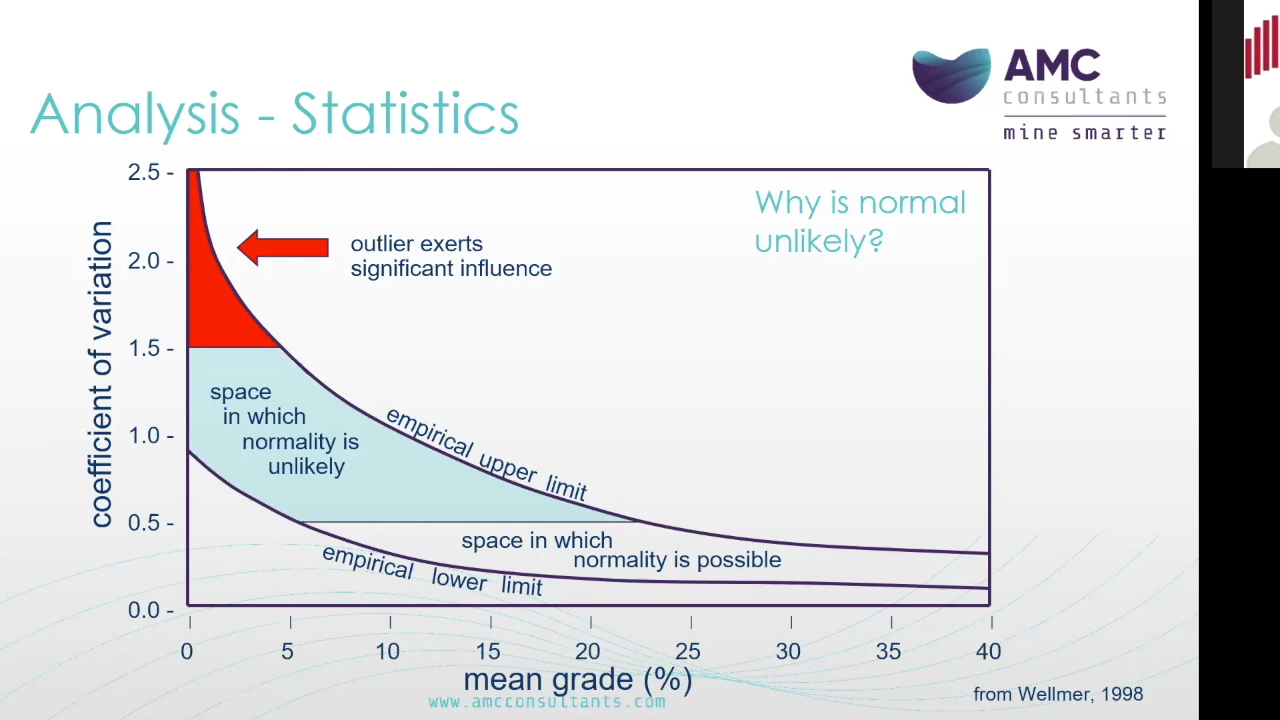 AMC
consultants
mine smarter
Analysis - Statistics
Why is normal
unlikely?
2.5 -
2.0 -
1.5 -
1.0 -
0.5 -
0.0 -
coefficient of variation
outlier exerts
significant influence
space
in which
normality is
unlikely
empirical upper limit
space in which
normality is possible
empirical lower limit
0 5 10 15 20 25 30 35 40
mean grade (%)
www.amcconsultants.com
from Wellmer, 1998